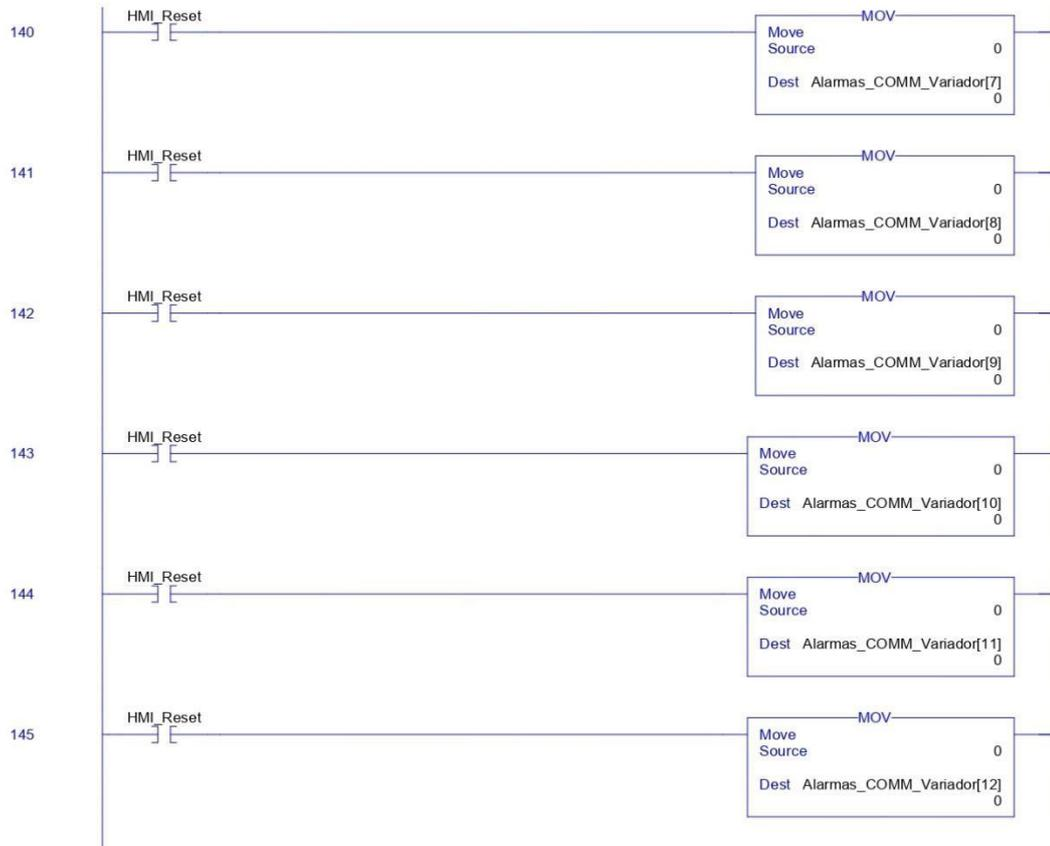 HMI_Reset
MOV
140
Move
Source 0
Dest Alarmas_COMM_Variador[7]
0
HMI_Reset
MOV
141
Move
Source 0
Dest Alarmas_COMM_Variador[8]
0
HMI_Reset
MOV
142
Move
Source 0
Dest Alarmas_COMM_Variador[9]
0
HMI_Reset
MOV
143
Move
Source 0
Dest Alarmas_COMM_Variador[10]
0
HMI_Reset
MOV
144
Move
Source 0
Dest Alarmas_COMM_Variador[11]
0
HMI_Reset
MOV
145
Move
Source 0
Dest Alarmas_COMM_Variador[12]
0